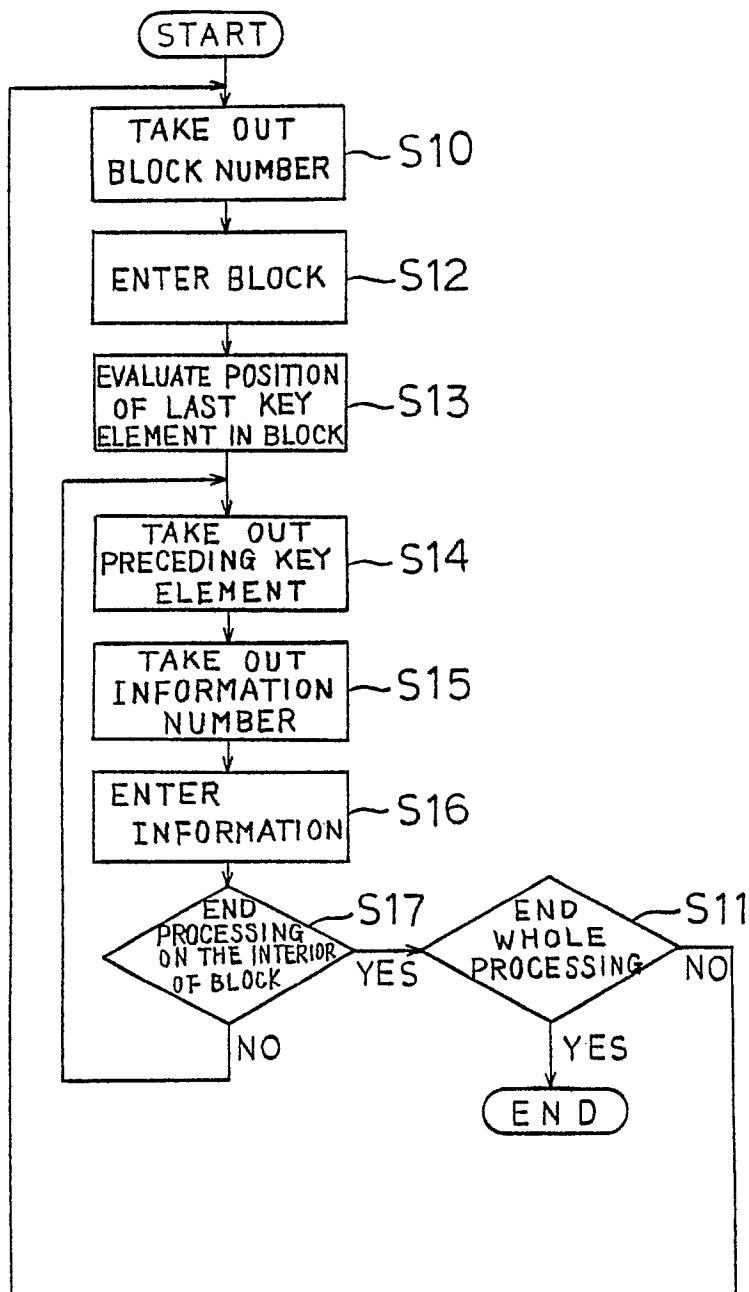 START
TAKE OUT
BLOCK NUMBER
S10
ENTER BLOCK
S12
EVALUATE POSITION
OF LAST KEY
ELEMENT IN BLOCK
S13
TAKE OUT
PRECEDING KEY
ELEMENT
S14
TAKE OUT
INFORMATION
NUMBER
S15
ENTER
INFORMATION
S16
END
PROCESSING
ON THE INTERIOR
OF BLOCK
S17
YES
NO
END
WHOLE
PROCESSING
S11
NO
YES
END